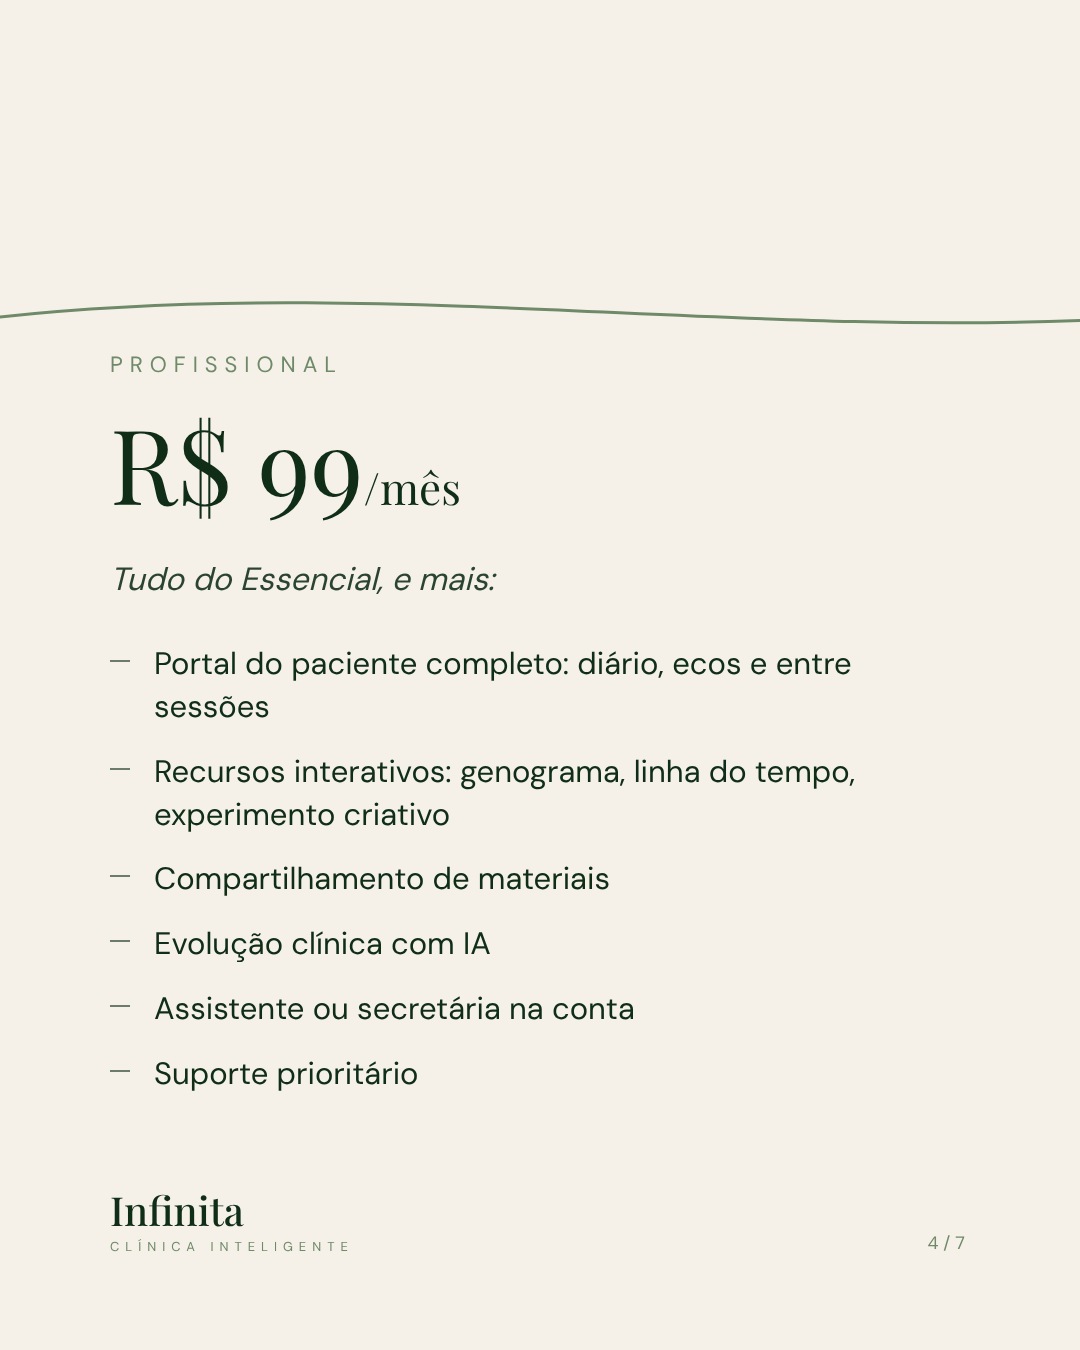 PROFISSIONAL
R$ 99/mês
Tudo do Essencial, e mais:
— Portal do paciente completo: diário, ecos e entre
sessões
— Recursos interativos: genograma, linha do tempo,
experimento criativo
— Compartilhamento de materiais
— Evolução clínica com IA
— Assistente ou secretária na conta
— Suporte prioritário
Infinita
CLÍNICA INTELIGENTE
4/7